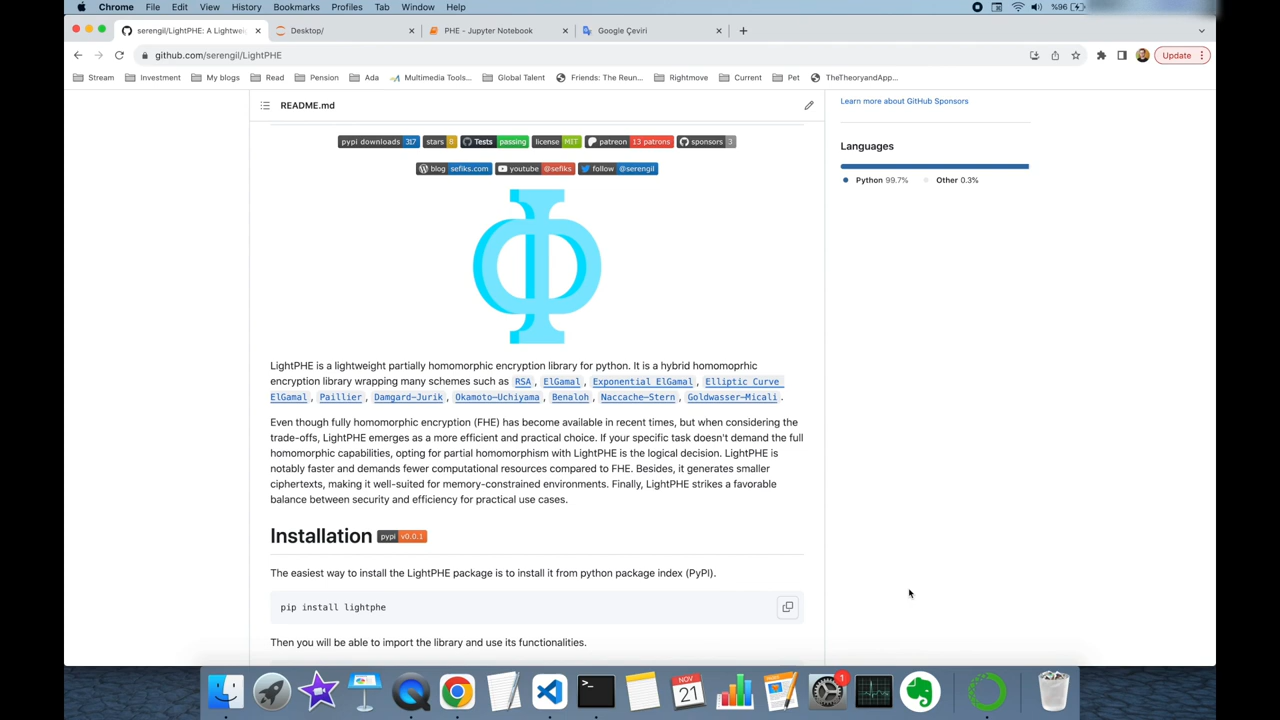 Chrome File Edit View History Bookmarks Profiles Tab Window Help %96
serengil/LightPHE: A Lightwei Desktop/ PHE - Jupyter Notebook Google Çeviri
github.com/serengil/LightPHE Update
Stream Investment My blogs Read Pension Ada Multimedia Tools... Global Talent Friends: The Reun... Rightmove Current Pet TheTheoryandApp...
README.md
Learn more about GitHub Sponsors
pypi downloads 317 stars 8 Tests passing license MIT patreon 13 patrons sponsors 3
Languages
blog sefiks.com youtube @sefiks follow @serengil
Python 99.7% Other 0.3%
LightPHE is a lightweight partially homomorphic encryption library for python. It is a hybrid homomoprhic
encryption library wrapping many schemes such as RSA , ElGamal , Exponential ElGamal , Elliptic Curve
ElGamal , Paillier , Damgard-Jurik , Okamoto–Uchiyama , Benaloh , Naccache–Stern , Goldwasser–Micali .
Even though fully homomorphic encryption (FHE) has become available in recent times, but when considering the
trade-offs, LightPHE emerges as a more efficient and practical choice. If your specific task doesn't demand the full
homomorphic capabilities, opting for partial homomorphism with LightPHE is the logical decision. LightPHE is
notably faster and demands fewer computational resources compared to FHE. Besides, it generates smaller
ciphertexts, making it well-suited for memory-constrained environments. Finally, LightPHE strikes a favorable
balance between security and efficiency for practical use cases.
Installation pypi v0.0.1
The easiest way to install the LightPHE package is to install it from python package index (PyPI).
pip install lightphe
Then you will be able to import the library and use its functionalities.
NOV
21
1